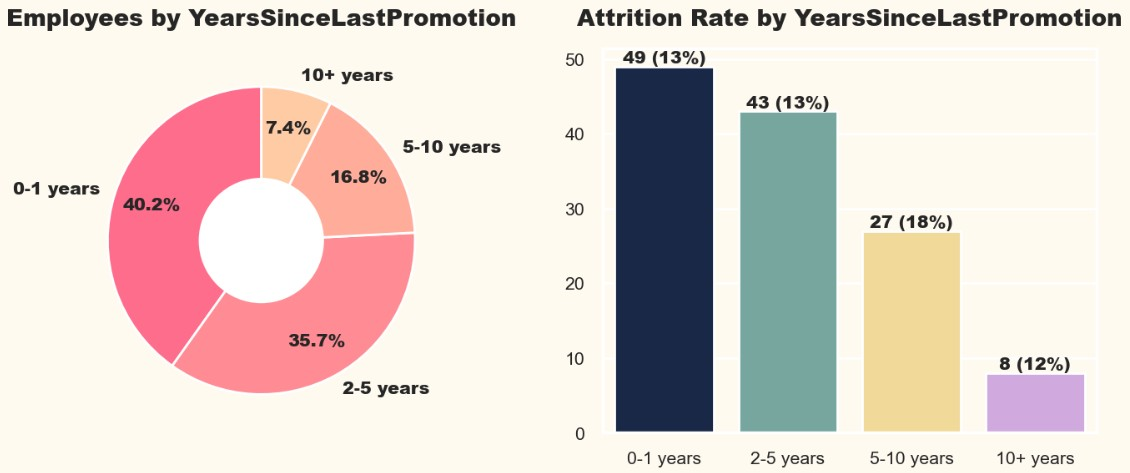 Employees by YearsSinceLastPromotion
10+ years
7.4%
5-10 years
16.8%
0-1 years
40.2%
35.7%
2-5 years
Attrition Rate by YearsSinceLastPromotion
50
40
30
20
10
0
49 (13%)
43 (13%)
27 (18%)
8 (12%)
0-1 years
2-5 years
5-10 years
10+ years